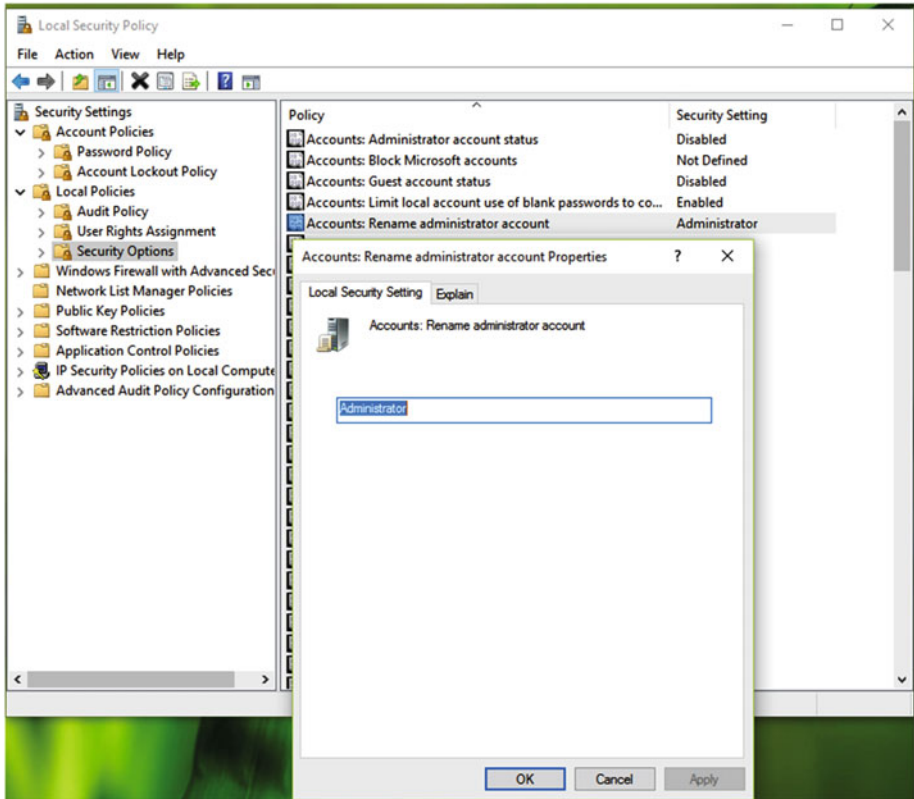 Local Security Policy
File Action View Help
Security Settings
Account Policies
Password Policy
Account Lockout Policy
Local Policies
Audit Policy
User Rights Assignment
Security Options
Windows Firewall with Advanced Secu
Network List Manager Policies
Public Key Policies
Software Restriction Policies
Application Control Policies
IP Security Policies on Local Compute
Advanced Audit Policy Configuration
Policy Security Setting
Accounts: Administrator account status Disabled
Accounts: Block Microsoft accounts Not Defined
Accounts: Guest account status Disabled
Accounts: Limit local account use of blank passwords to co... Enabled
Accounts: Rename administrator account Administrator
Accounts: Rename administrator account Properties ?
Local Security Setting Explain
Accounts: Rename administrator account
Administrator
OK Cancel Apply